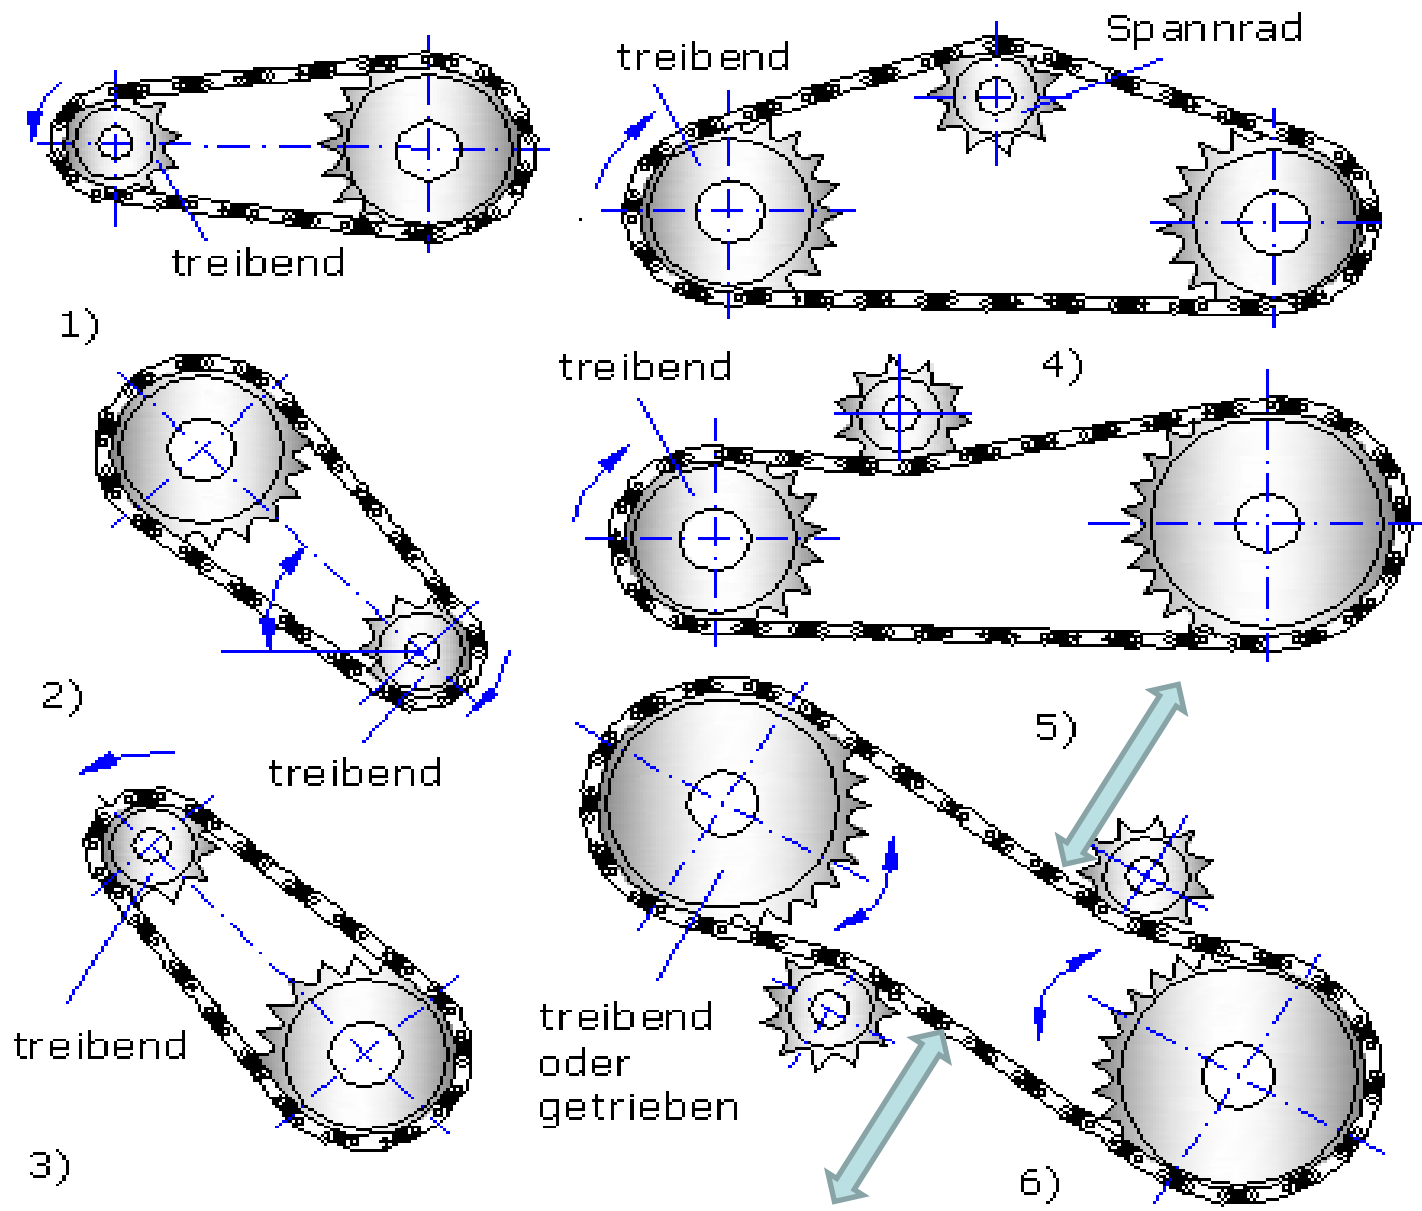 Spannrad
treibend
treibend
1)
treibend
4)
2)
5)
treibend
treibend
treibend
oder
getrieben
3)
6)